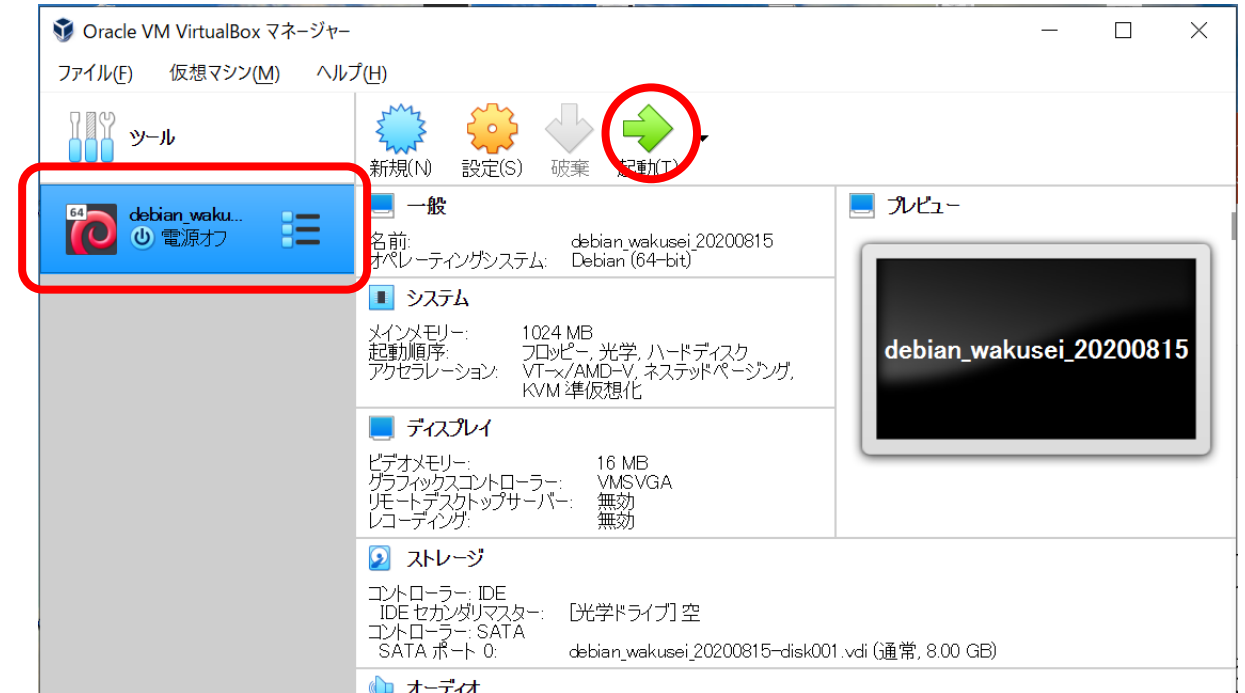 Oracle VM VirtualBox マネージャー
ファイル(F) 仮想マシン(M) ヘルプ(H)
ツール
新規(N) 設定(S) 破棄 起動(T)
64
debian_waku...
電源オフ
一般
名前: debian_wakusei_20200815
オペレーティングシステム: Debian (64-bit)
システム
メインメモリー: 1024 MB
起動順序: フロッピー, 光学, ハードディスク
アクセラレーション: VT-x/AMD-V, ネステッドページング,
KVM 準仮想化
ディスプレイ
ビデオメモリー: 16 MB
グラフィックスコントローラー: VMSVGA
リモートデスクトップサーバー: 無効
レコーディング: 無効
プレビュー
debian_wakusei_20200815
ストレージ
コントローラー: IDE
IDE セカンダリマスター: [光学ドライブ] 空
コントローラー: SATA
SATA ポート 0: debian_wakusei_20200815-disk001.vdi (通常, 8.00 GB)
オーディオ